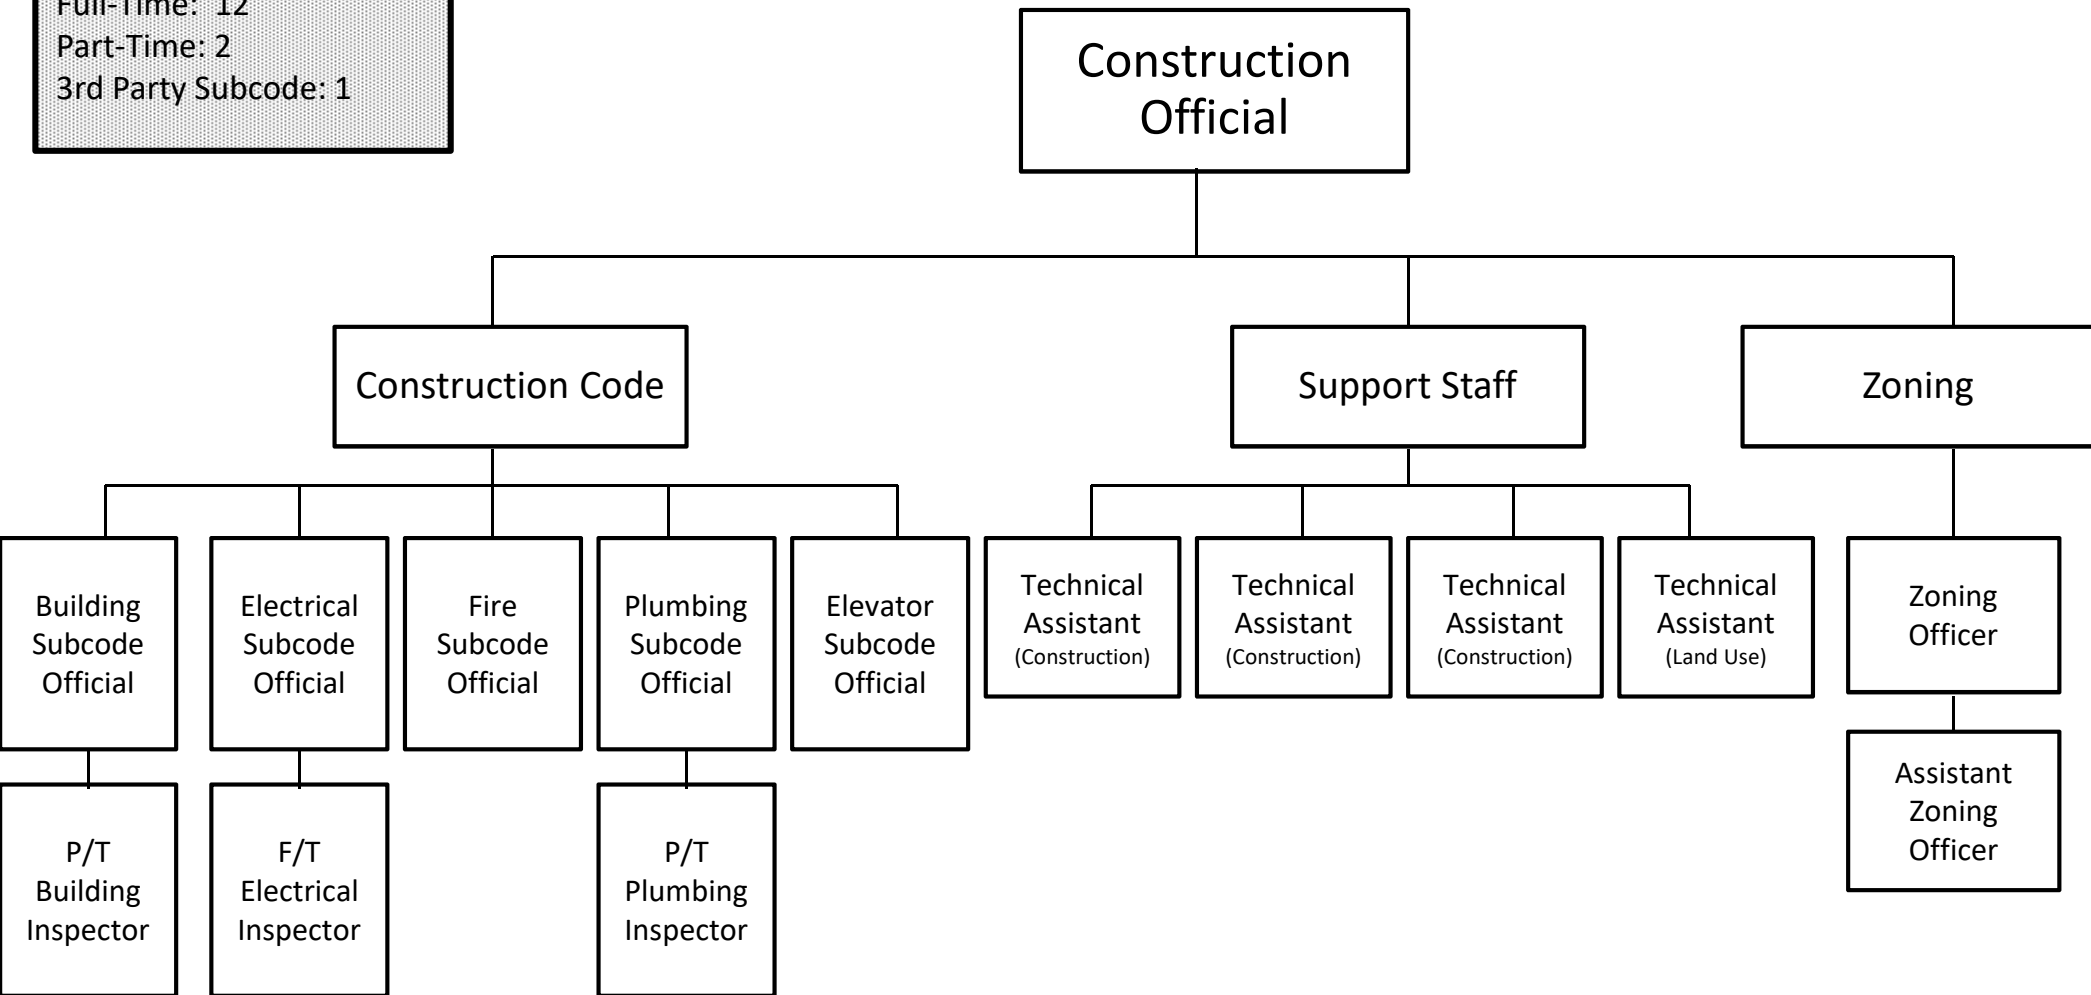 Full-Time: 12
Part-Time: 2
3rd Party Subcode: 1
Construction
Official
Construction Code
Support Staff
Zoning
Building
Subcode
Official
Electrical
Subcode
Official
Fire
Subcode
Official
Plumbing
Subcode
Official
Elevator
Subcode
Official
Technical
Assistant
(Construction)
Technical
Assistant
(Construction)
Technical
Assistant
(Construction)
Technical
Assistant
(Land Use)
Zoning
Officer
P/T
Building
Inspector
F/T
Electrical
Inspector
P/T
Plumbing
Inspector
Assistant
Zoning
Officer